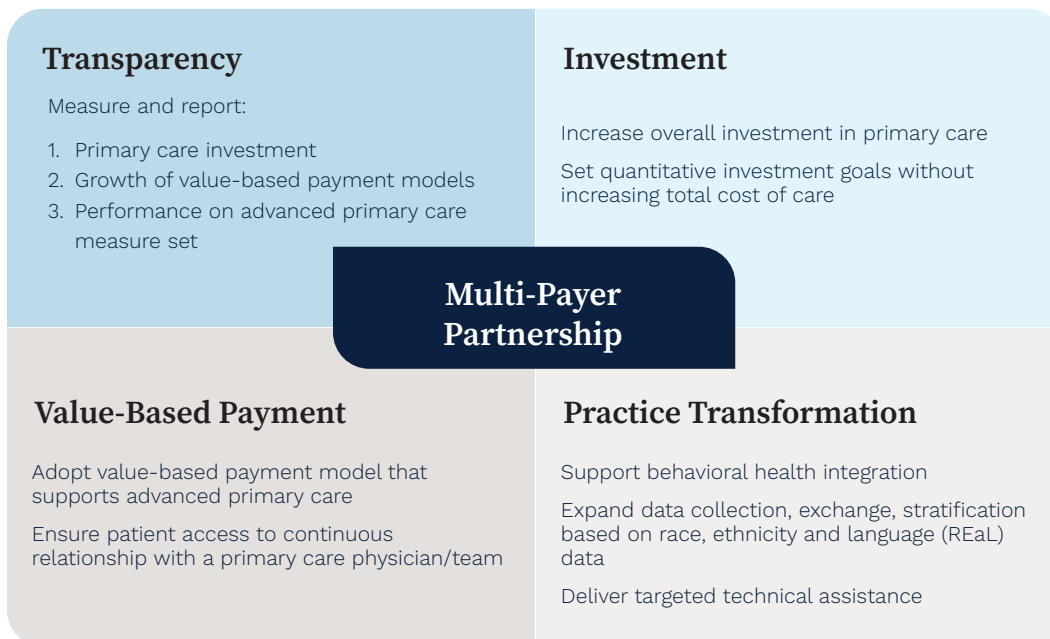 Transparency
Measure and report:
1. Primary care investment
2. Growth of value-based payment models
3. Performance on advanced primary care
measure set
Investment
Increase overall investment in primary care
Set quantitative investment goals without
increasing total cost of care
Multi-Payer
Partnership
Value-Based Payment
Adopt value-based payment model that
supports advanced primary care
Ensure patient access to continuous
relationship with a primary care physician/team
Practice Transformation
Support behavioral health integration
Expand data collection, exchange, stratification
based on race, ethnicity and language (REaL)
data
Deliver targeted technical assistance